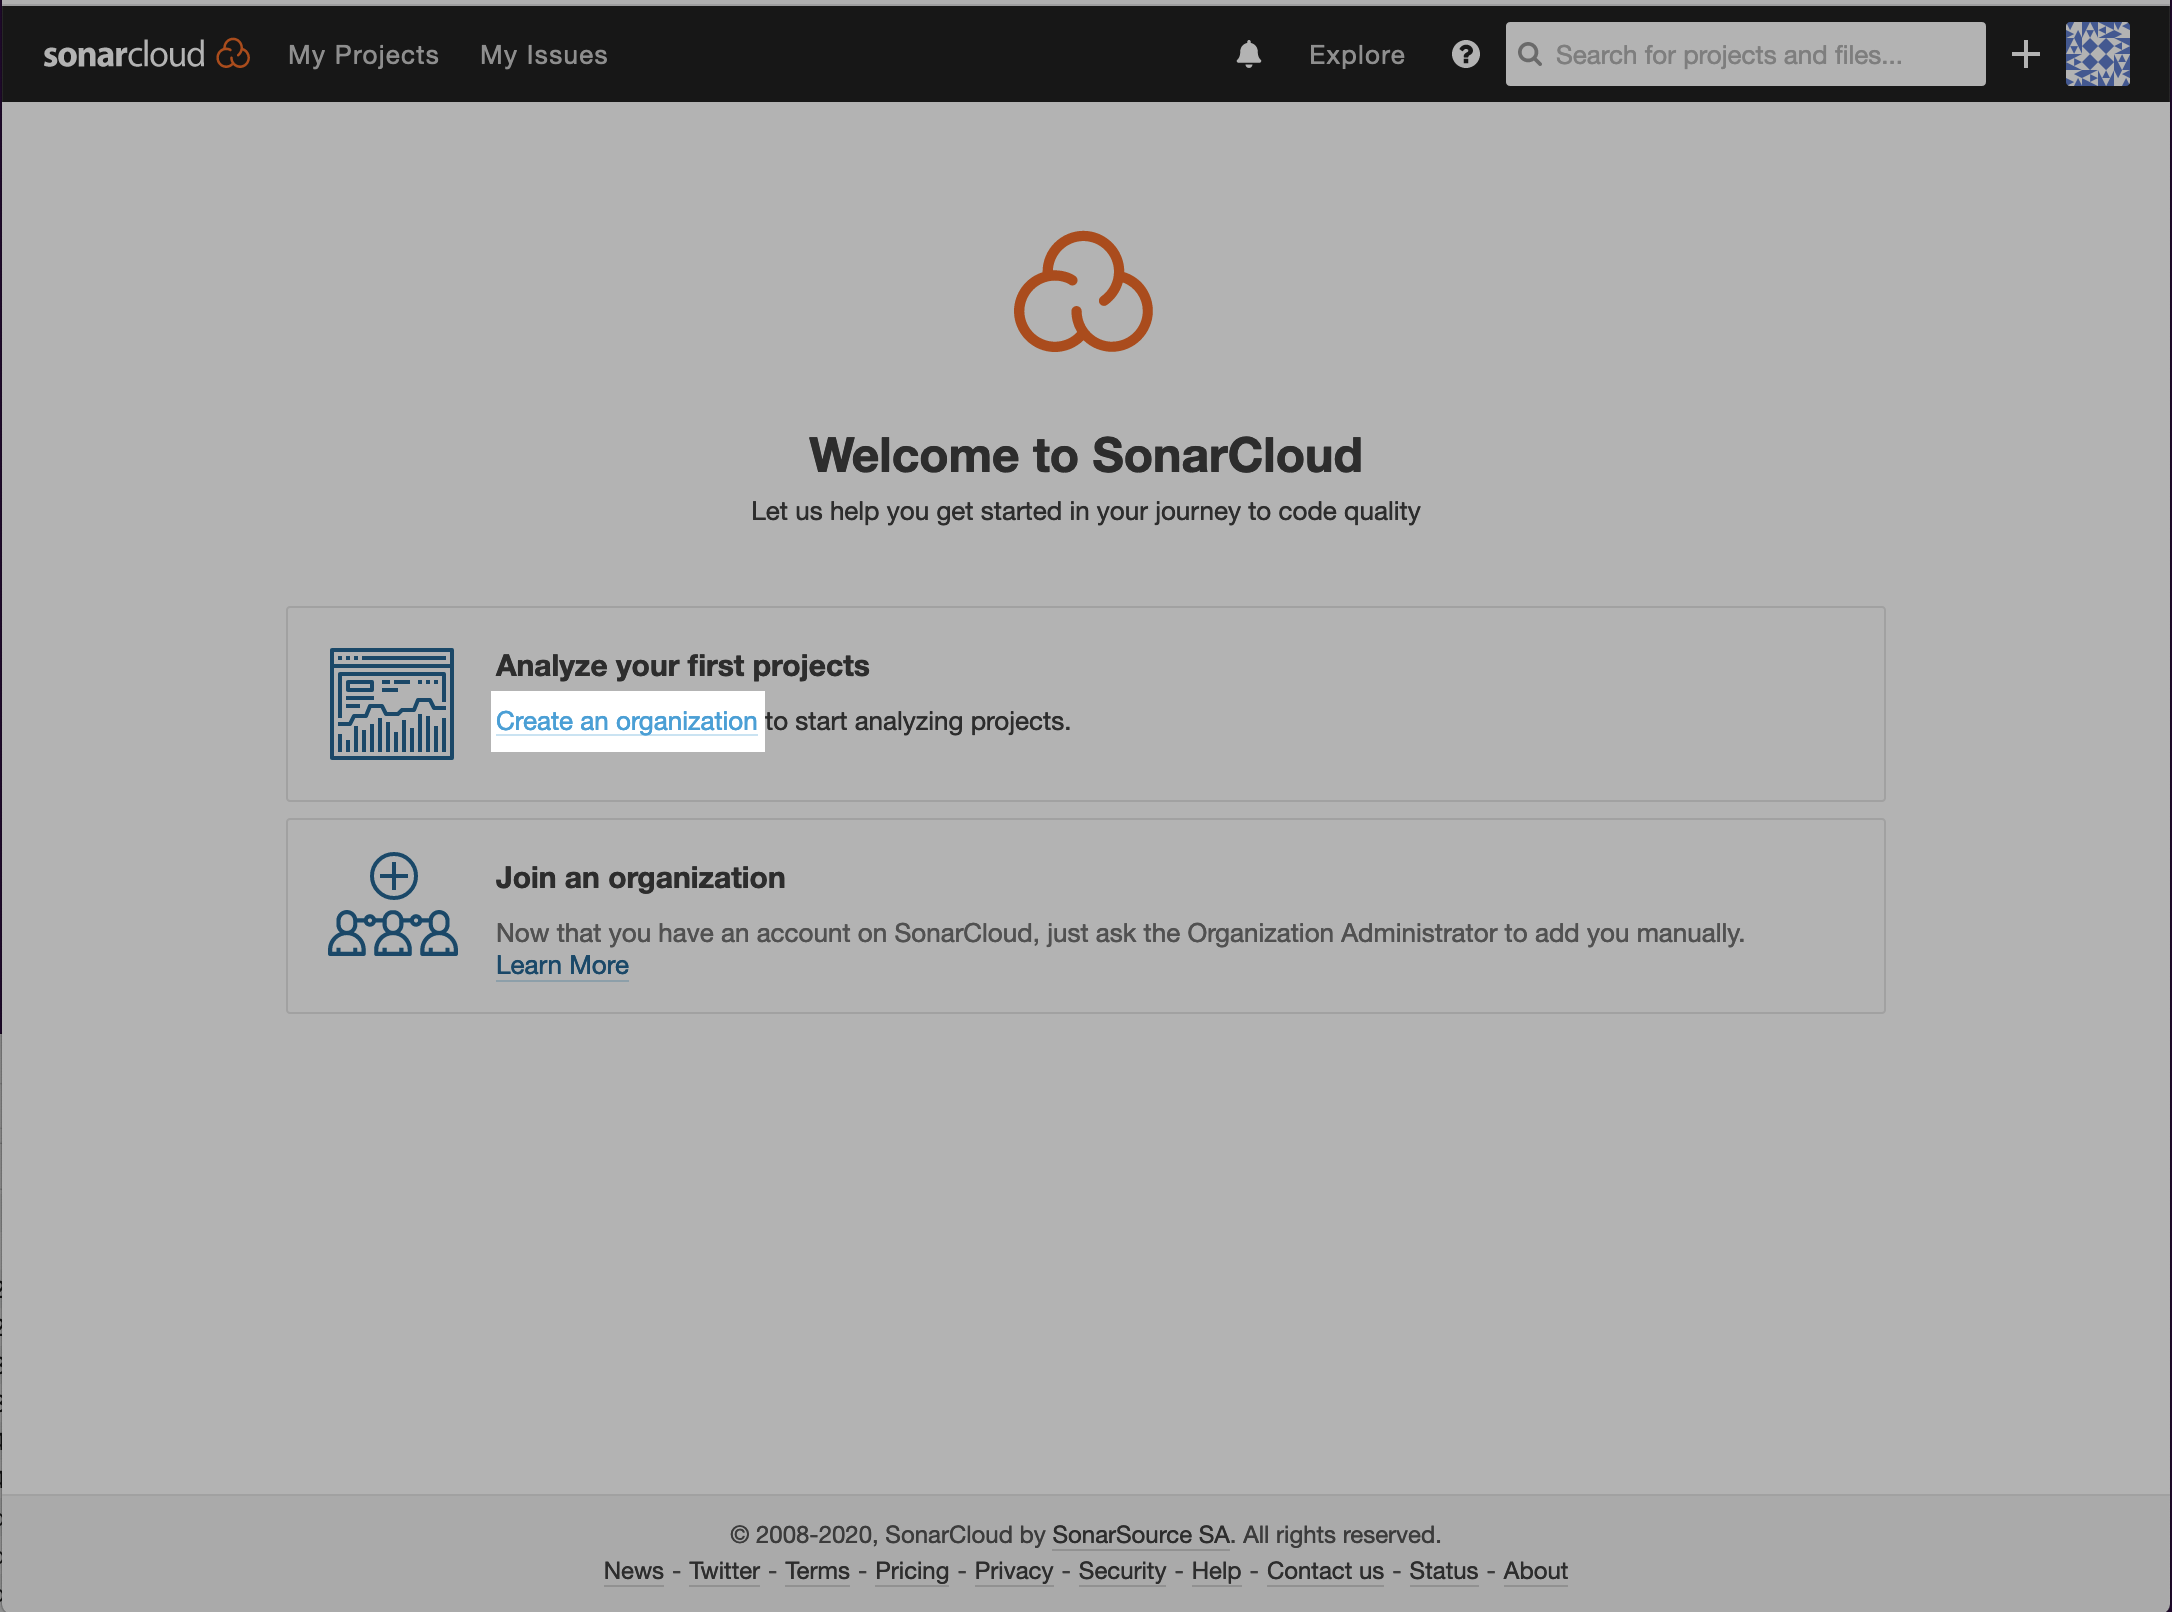 sonarcloud My Projects My Issues Explore ? Search for projects and files...
Welcome to SonarCloud
Let us help you get started in your journey to code quality
Analyze your first projects
Create an organization to start analyzing projects.
Join an organization
Now that you have an account on SonarCloud, just ask the Organization Administrator to add you manually.
Learn More
© 2008-2020, SonarCloud by SonarSource SA. All rights reserved.
News - Twitter - Terms - Pricing - Privacy - Security - Help - Contact us - Status - About